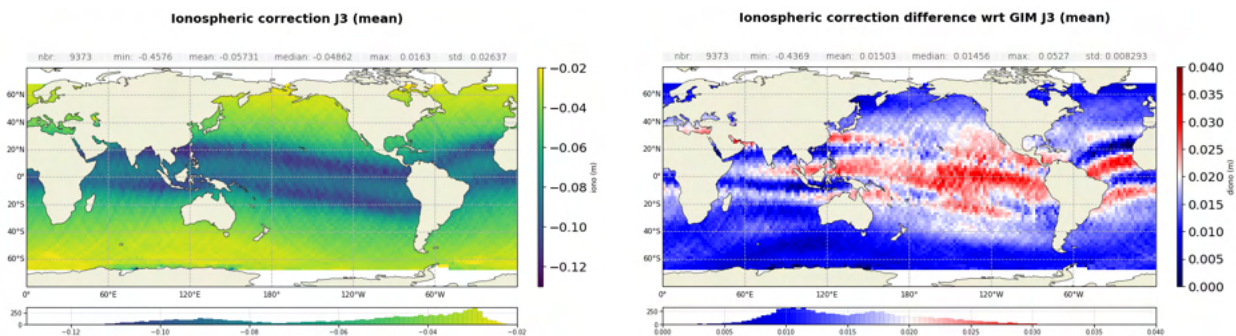 Ionospheric correction J3 (mean)
nbr: 9373 min: -0.4576 mean: -0.05731 median: -0.04862 max: 0.0163 std: 0.02637
60°N
40°N
20°N
0°
20°S
40°S
60°S
0° 60°E 120°E 180° 120°W 60°W
−0.02
−0.04
−0.06
−0.08
−0.10
−0.12
iono (m)
250
0
−0.12 −0.10 −0.08 −0.06 −0.04 −0.02
Ionospheric correction difference wrt GIM J3 (mean)
nbr: 9373 min: -0.4369 mean: 0.01503 median: 0.01456 max: 0.0527 std: 0.008293
60°N
40°N
20°N
0°
20°S
40°S
60°S
0° 60°E 120°E 180° 120°W 60°W
0.040
0.035
0.030
0.025
0.020
0.015
0.010
0.005
0.000
diono (m)
250
0
0.000 0.005 0.010 0.015 0.020 0.025 0.030 0.035 0.040